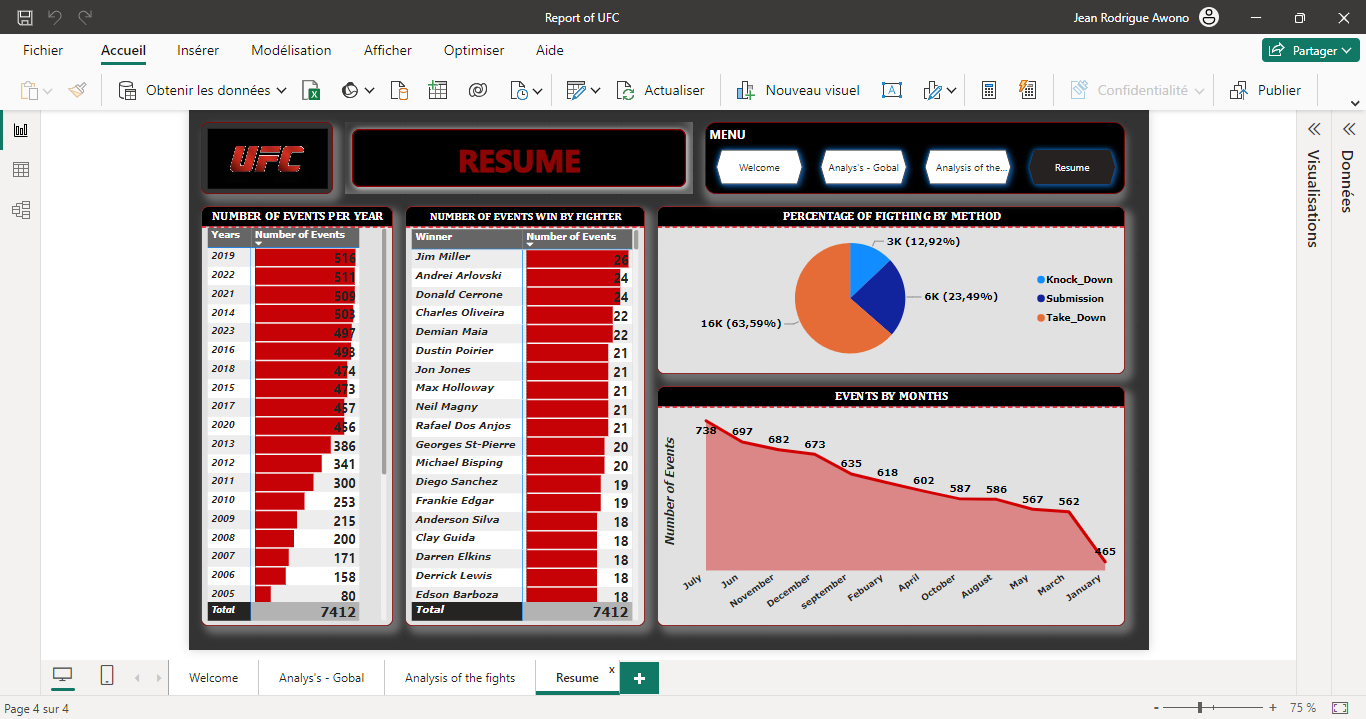 Report of UFC
Jean Rodrigue Awono
Fichier
Accueil
Insérer
Modélisation
Afficher
Optimiser
Aide
Partager
Obtenir les données
Actualiser
Nouveau visuel
Confidentialité
Publier
UFC
RESUME
MENU
Welcome
Analys's - Gobal
Analysis of the...
Resume
NUMBER OF EVENTS PER YEAR
Years Number of Events
2019 516
2022 511
2021 509
2014 503
2023 497
2016 493
2018 474
2015 473
2017 457
2020 456
2013 386
2012 341
2011 300
2010 253
2009 215
2008 200
2007 171
2006 158
2005 80
Total 7412
NUMBER OF EVENTS WIN BY FIGHTER
Winner Number of Events
Jim Miller 26
Andrei Arlovski 24
Donald Cerrone 24
Charles Oliveira 22
Demian Maia 22
Dustin Poirier 21
Jon Jones 21
Max Holloway 21
Neil Magny 21
Rafael Dos Anjos 21
Georges St-Pierre 20
Michael Bisping 20
Diego Sanchez 19
Frankie Edgar 19
Anderson Silva 18
Clay Guida 18
Darren Elkins 18
Derrick Lewis 18
Edson Barboza 18
Total 7412
PERCENTAGE OF FIGTHING BY METHOD
3K (12,92%)
6K (23,49%)
16K (63,59%)
Knock_Down
Submission
Take_Down
EVENTS BY MONTHS
Number of Events
738 697 682 673 635 618 602 587 586 567 562 465
July Jun November December september Febuary April October August May March January
Visualisations
Données
Welcome
Analys's - Gobal
Analysis of the fights
Resume x
+
Page 4 sur 4
- + 75 %